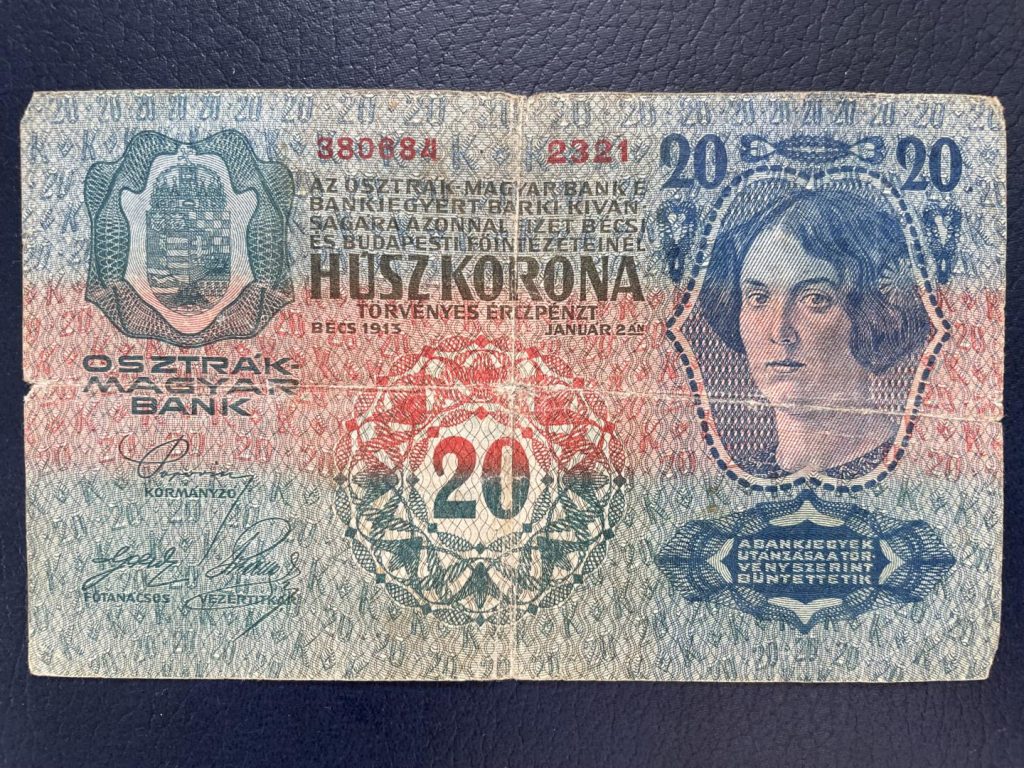 380684 2321
20 20
AZ OSZTRÁK-MAGYAR BANK E
BANKJEGYÉRT BÁRKI KIVÁN-
SÁGÁRA AZONNAL FIZET BÉCSI
ÉS BUDAPESTI FŐINTÉZETEINÉL
HÚSZ KORONA
TÖRVÉNYES ÉRCZPÉNZT
BÉCS 1913 JANUÁR 2ÁN
OSZTRÁK-
MAGYAR
BANK
20
KORMÁNYZÓ
FŐTANÁCSOS VEZÉRTITKÁR
A BANKJEGYEK
UTÁNZÁSA A TÖR-
VÉNY SZERINT
BÜNTETTETIK